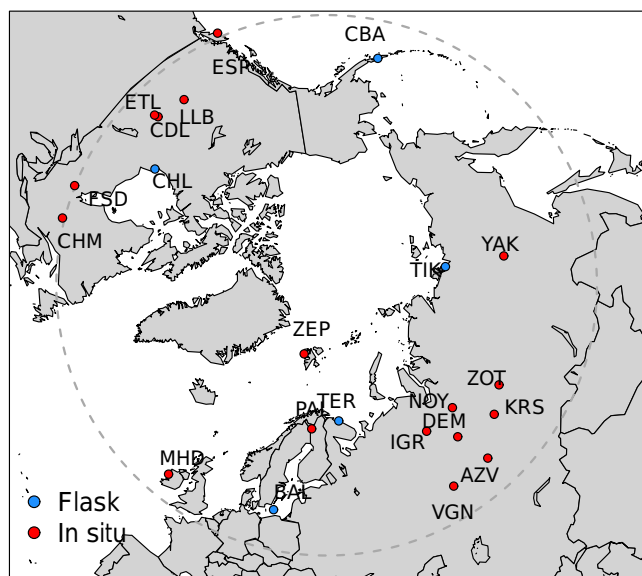 CBA
ESP
ETL
LLB
CDL
CHL
FSD
CHM
YAK
TIK
ZEP
ZOT
NOY
KRS
TER
PAL
DEM
IGR
MHD
AZV
BAL
VGN
Flask
In situ